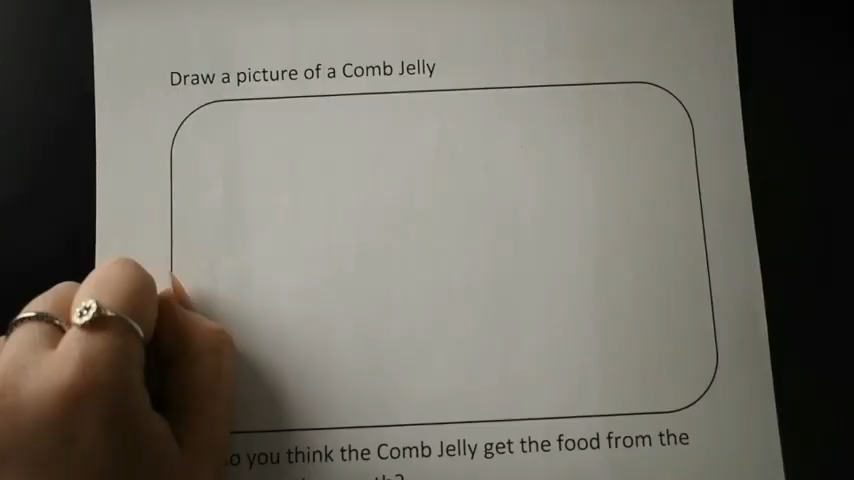 Draw a picture of a Comb Jelly
you think the Comb Jelly get the food from the